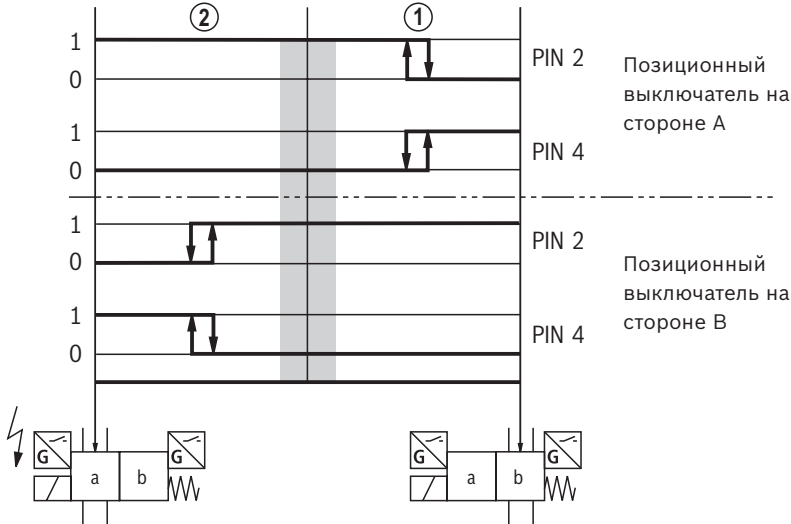 ② ①
1
0
PIN 2
Позиционный
выключатель на
стороне А
1
0
PIN 4
1
0
PIN 2
Позиционный
выключатель на
стороне В
1
0
PIN 4
G G G G
a b a b